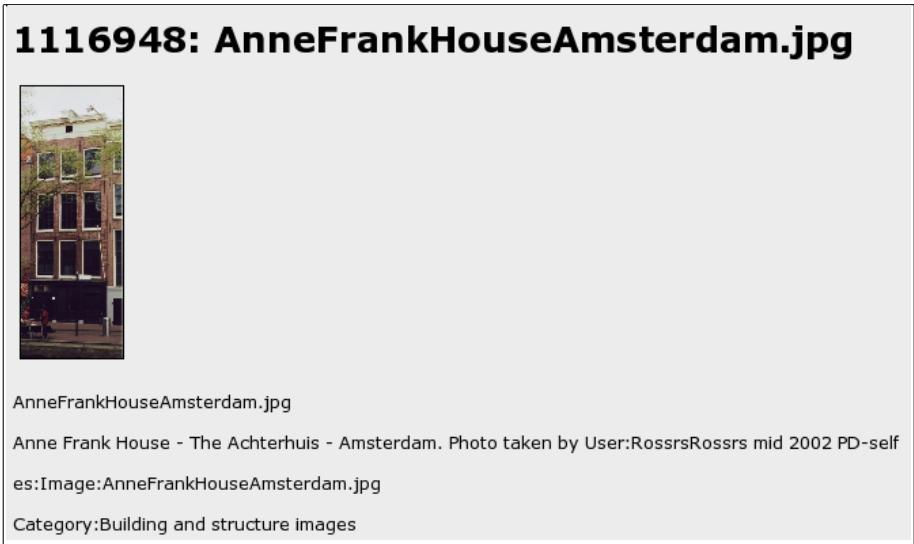 1116948: AnneFrankHouseAmsterdam.jpg
AnneFrankHouseAmsterdam.jpg
Anne Frank House - The Achterhuis - Amsterdam. Photo taken by User:RossrsRossrs mid 2002 PD-self
es:Image:AnneFrankHouseAmsterdam.jpg
Category:Building and structure images